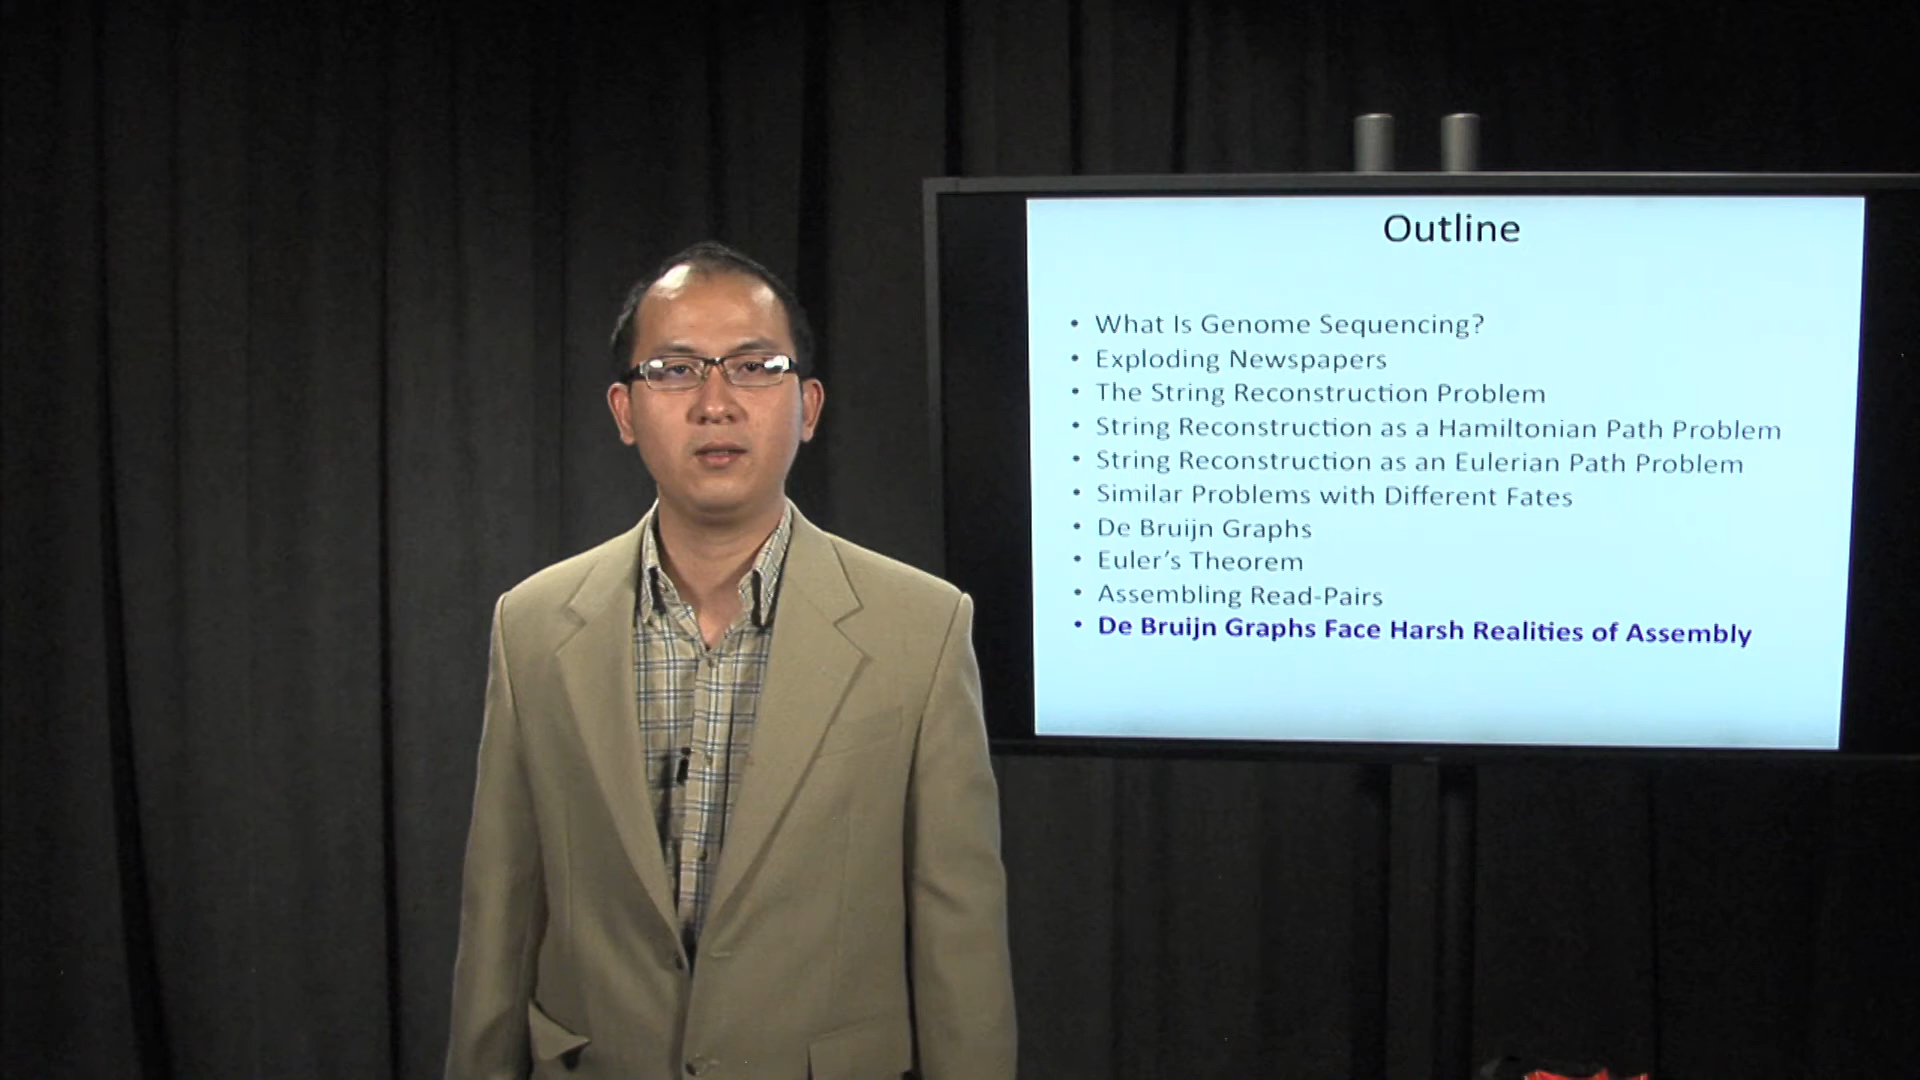 Outline
• What Is Genome Sequencing?
• Exploding Newspapers
• The String Reconstruction Problem
• String Reconstruction as a Hamiltonian Path Problem
• String Reconstruction as an Eulerian Path Problem
• Similar Problems with Different Fates
• De Bruijn Graphs
• Euler’s Theorem
• Assembling Read-Pairs
• De Bruijn Graphs Face Harsh Realities of Assembly